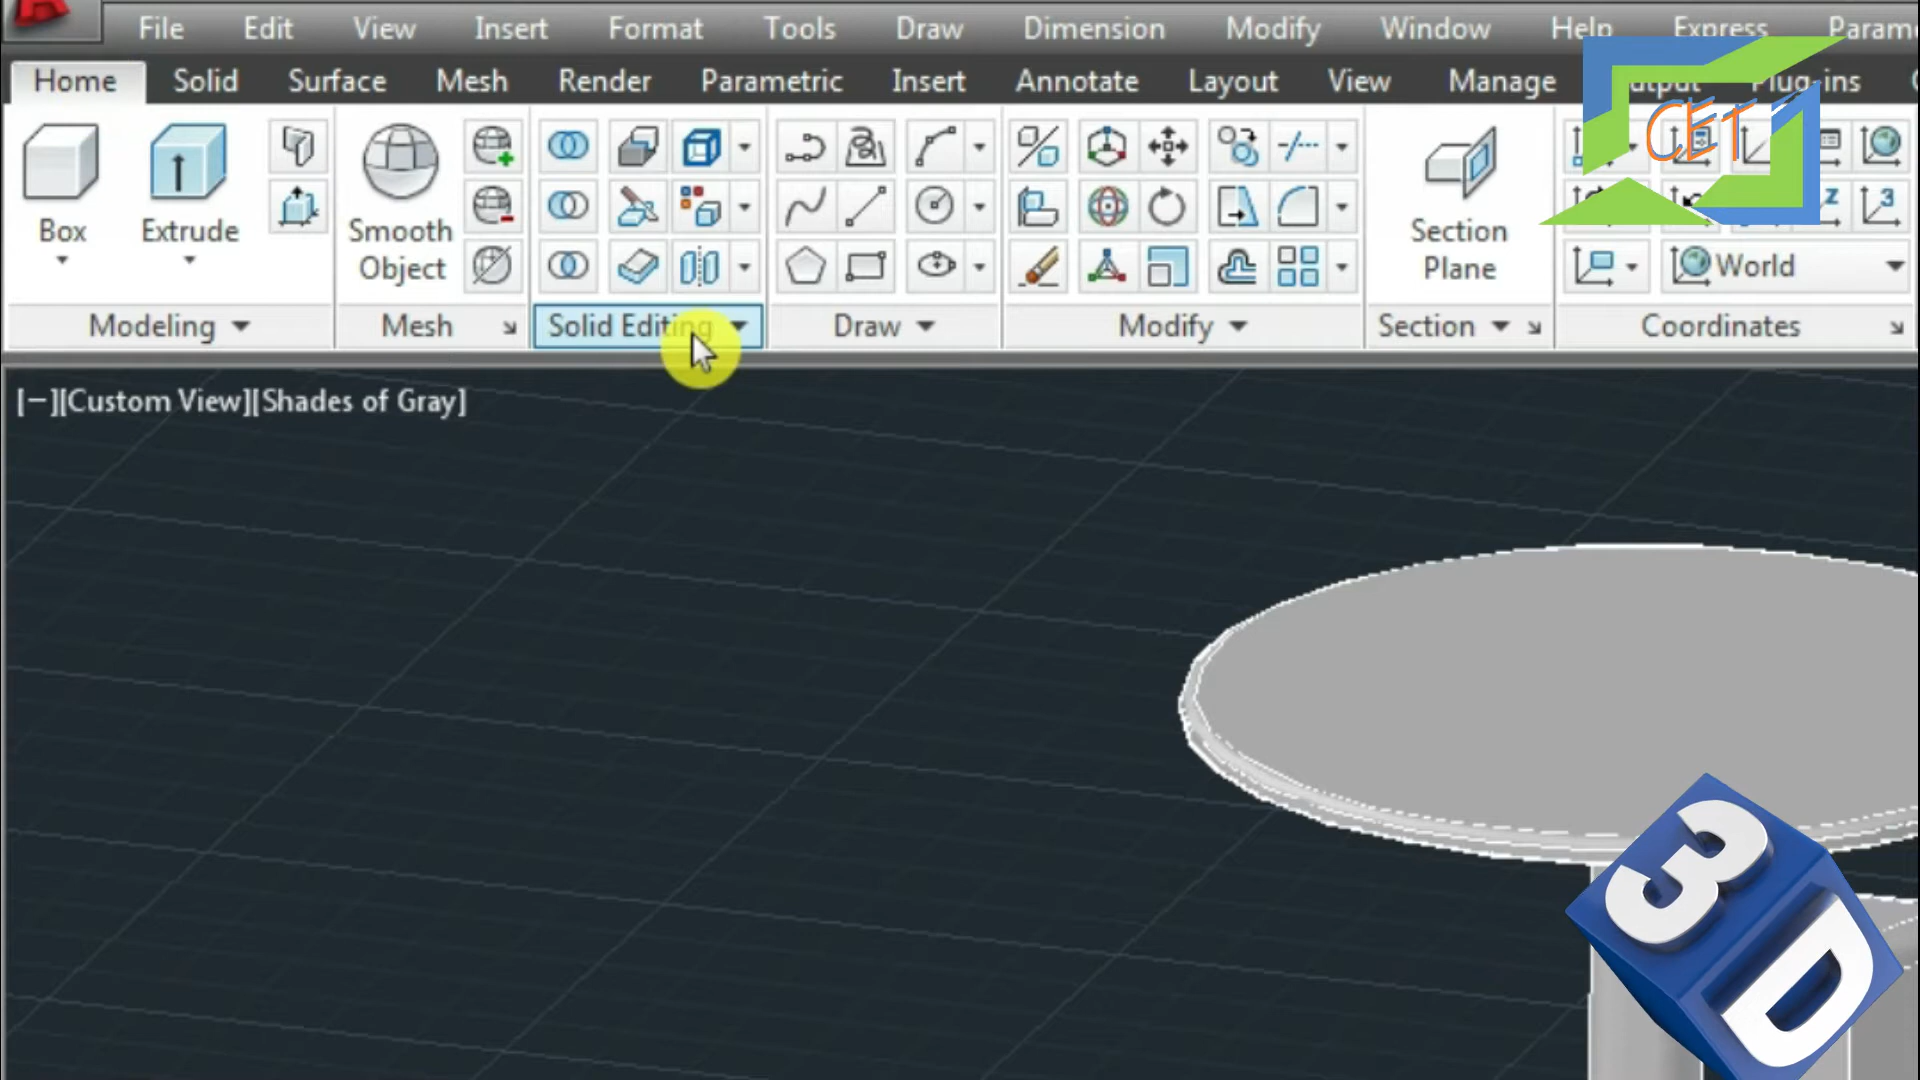 File Edit View Insert Format Tools Draw Dimension Modify Window Help Express
Home Solid Surface Mesh Render Parametric Insert Annotate Layout View Manage Plug-ins
CET
Box
Extrude
Smooth
Object
Section
Plane
World
Modeling
Mesh
Solid Editing
Draw
Modify
Section
Coordinates
[−][Custom View][Shades of Gray]
3D